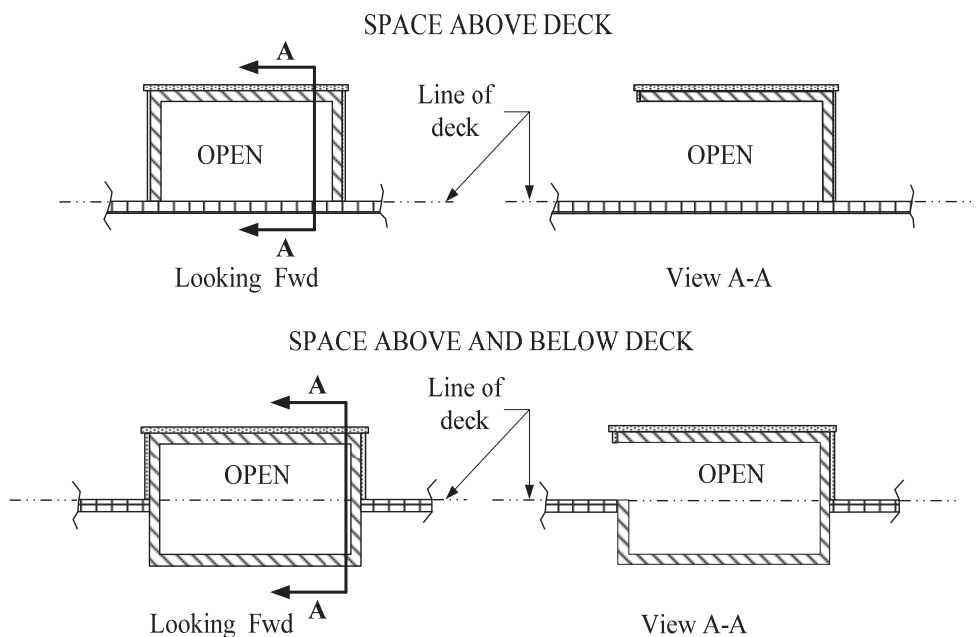 SPACE ABOVE DECK
A
Line of
deck
OPEN
OPEN
A
Looking Fwd
View A-A
SPACE ABOVE AND BELOW DECK
A
Line of
deck
OPEN
OPEN
A
Looking Fwd
View A-A